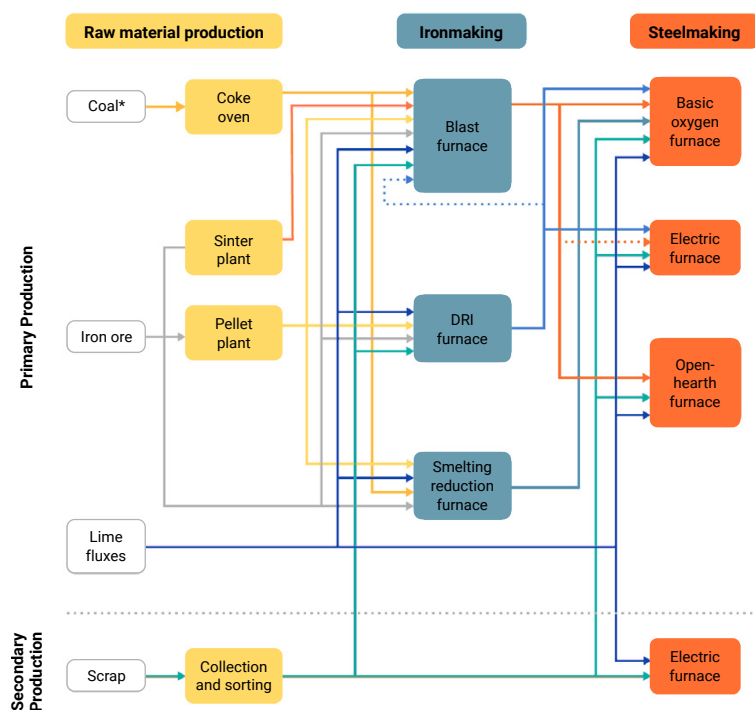 Raw material production
Ironmaking
Steelmaking
Primary Production
Coal*
Coke
oven
Blast
furnace
Basic
oxygen
furnace
Sinter
plant
Electric
furnace
Iron ore
Pellet
plant
DRI
furnace
Open-
hearth
furnace
Smelting
reduction
furnace
Lime
fluxes
Secondary
Production
Scrap
Collection
and sorting
Electric
furnace